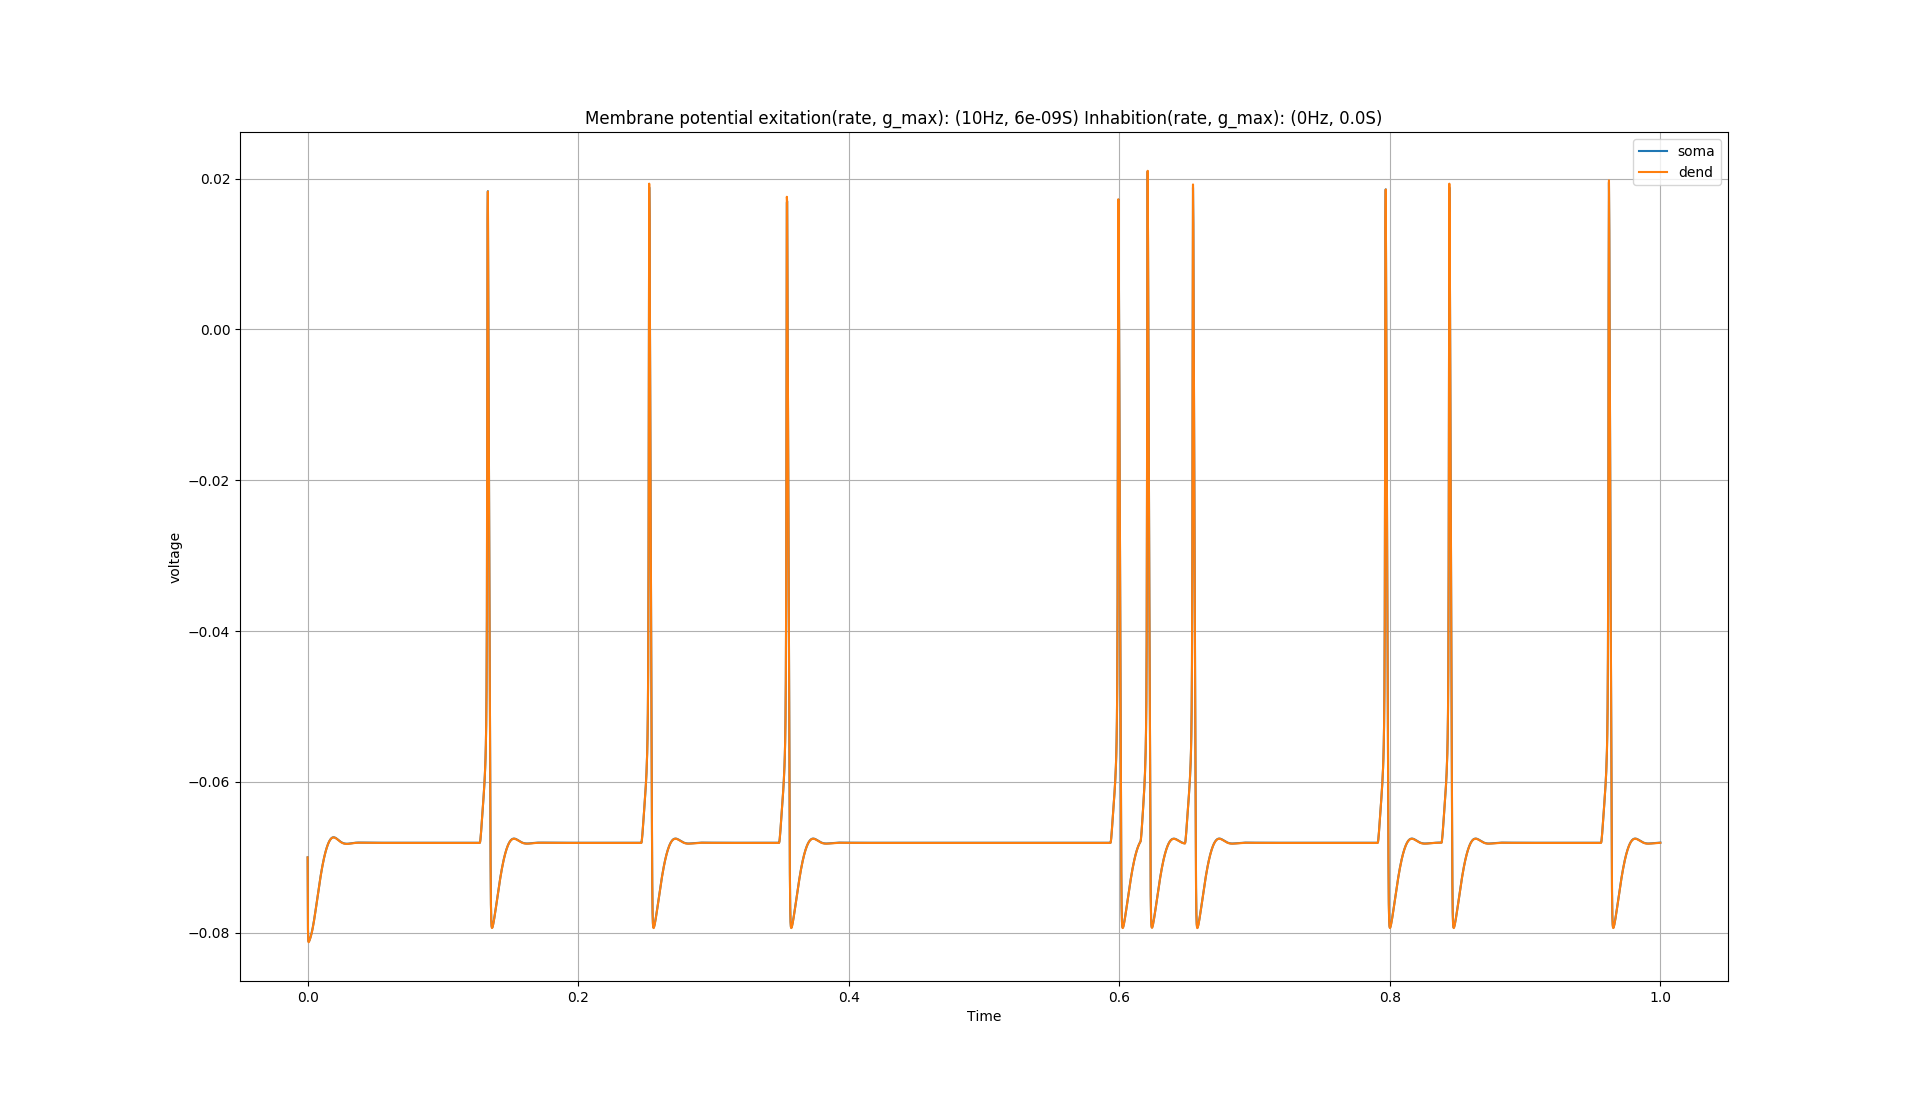 Membrane potential exitation(rate, g_max): (10Hz, 6e-09S) Inhabition(rate, g_max): (0Hz, 0.0S)
soma
dend
0.02
0.00
−0.02
−0.04
−0.06
−0.08
voltage
0.0 0.2 0.4 0.6 0.8 1.0
Time